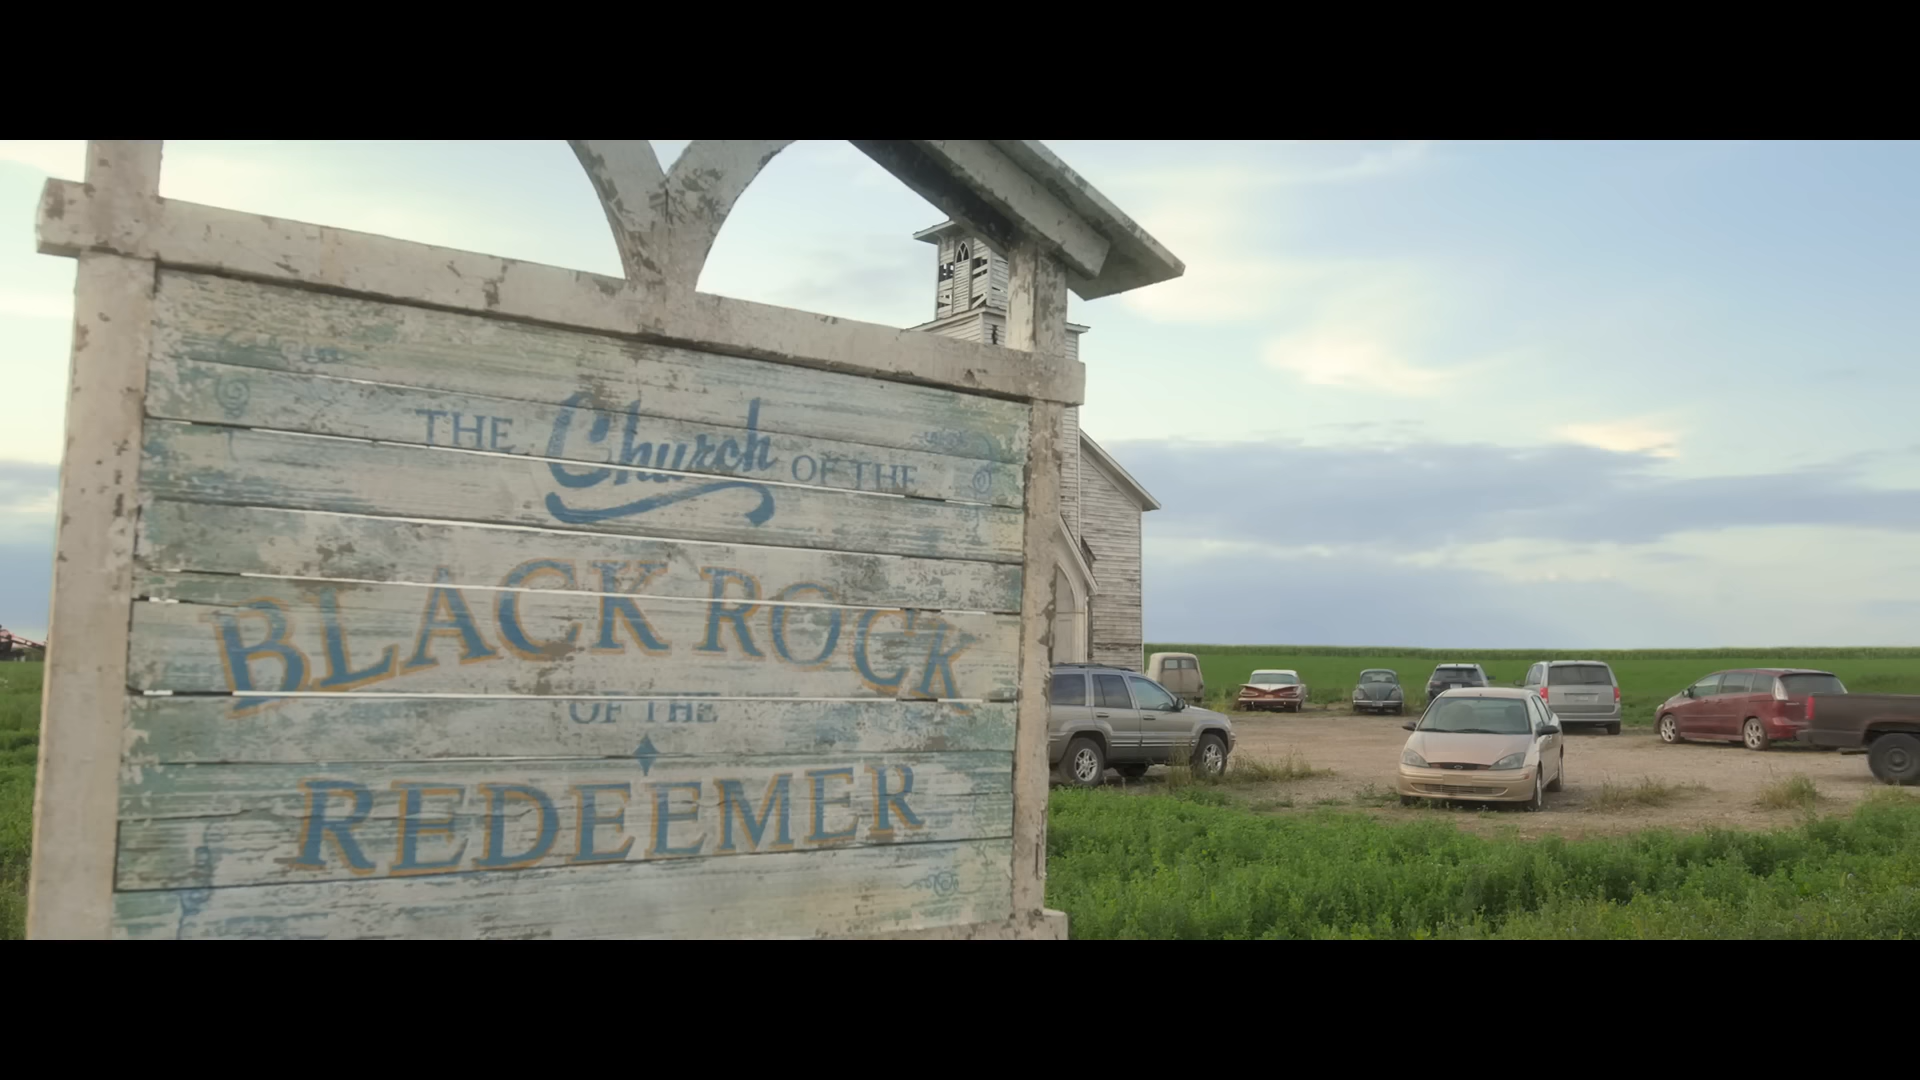 THE Church OF THE
BLACK ROCK
OF THE
REDEEMER